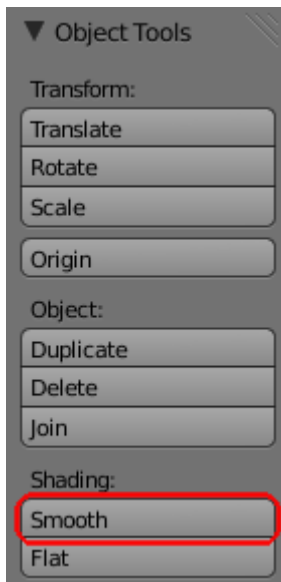 Object Tools
Transform:
Translate
Rotate
Scale
Origin
Object:
Duplicate
Delete
Join
Shading:
Smooth
Flat